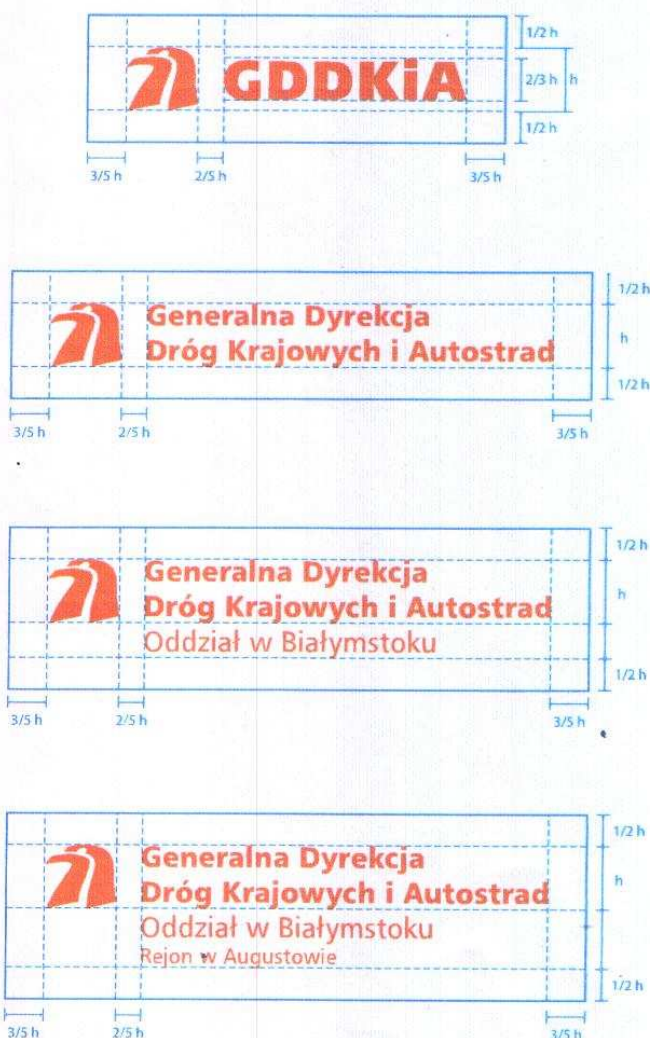 1/2 h
GDDKiA
2/3 h
h
1/2 h
3/5 h
2/5 h
3/5 h
1/2 h
Generalna Dyrekcja
h
Dróg Krajowych i Autostrad
1/2 h
3/5 h
2/5 h
3/5 h
1/2 h
Generalna Dyrekcja
h
Dróg Krajowych i Autostrad
Oddział w Białymstoku
1/2 h
3/5 h
2/5 h
3/5 h
1/2 h
Generalna Dyrekcja
h
Dróg Krajowych i Autostrad
Oddział w Białymstoku
Rejon w Augustowie
1/2 h
3/5 h
2/5 h
3/5 h